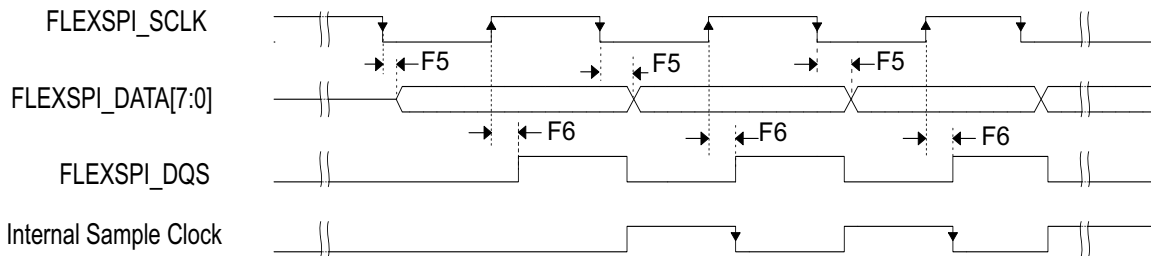 FLEXSPI_SCLK
F5 F5 F5
FLEXSPI_DATA[7:0]
F6 F6 F6
FLEXSPI_DQS
Internal Sample Clock